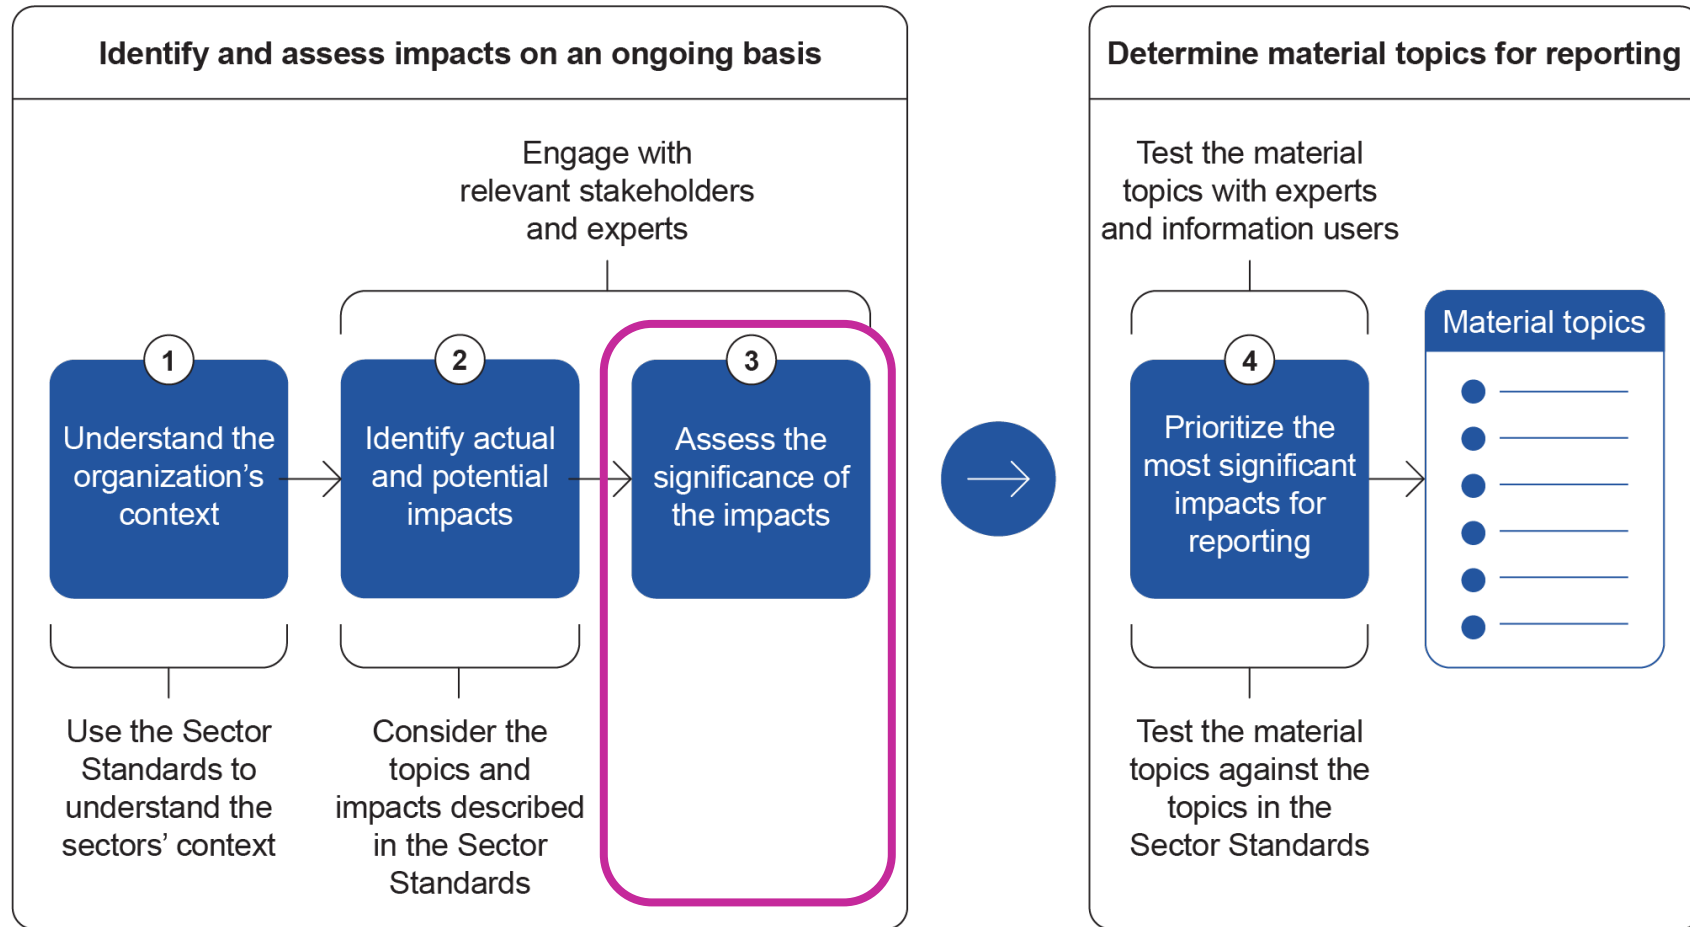 Identify and assess impacts on an ongoing basis
Engage with
relevant stakeholders
and experts
1
Understand the
organization’s
context
2
Identify actual
and potential
impacts
3
Assess the
significance of
the impacts
Use the Sector
Standards to
understand the
sectors’ context
Consider the
topics and
impacts described
in the Sector
Standards
Determine material topics for reporting
Test the material
topics with experts
and information users
4
Prioritize the
most significant
impacts for
reporting
Material topics
Test the material
topics against the
topics in the
Sector Standards